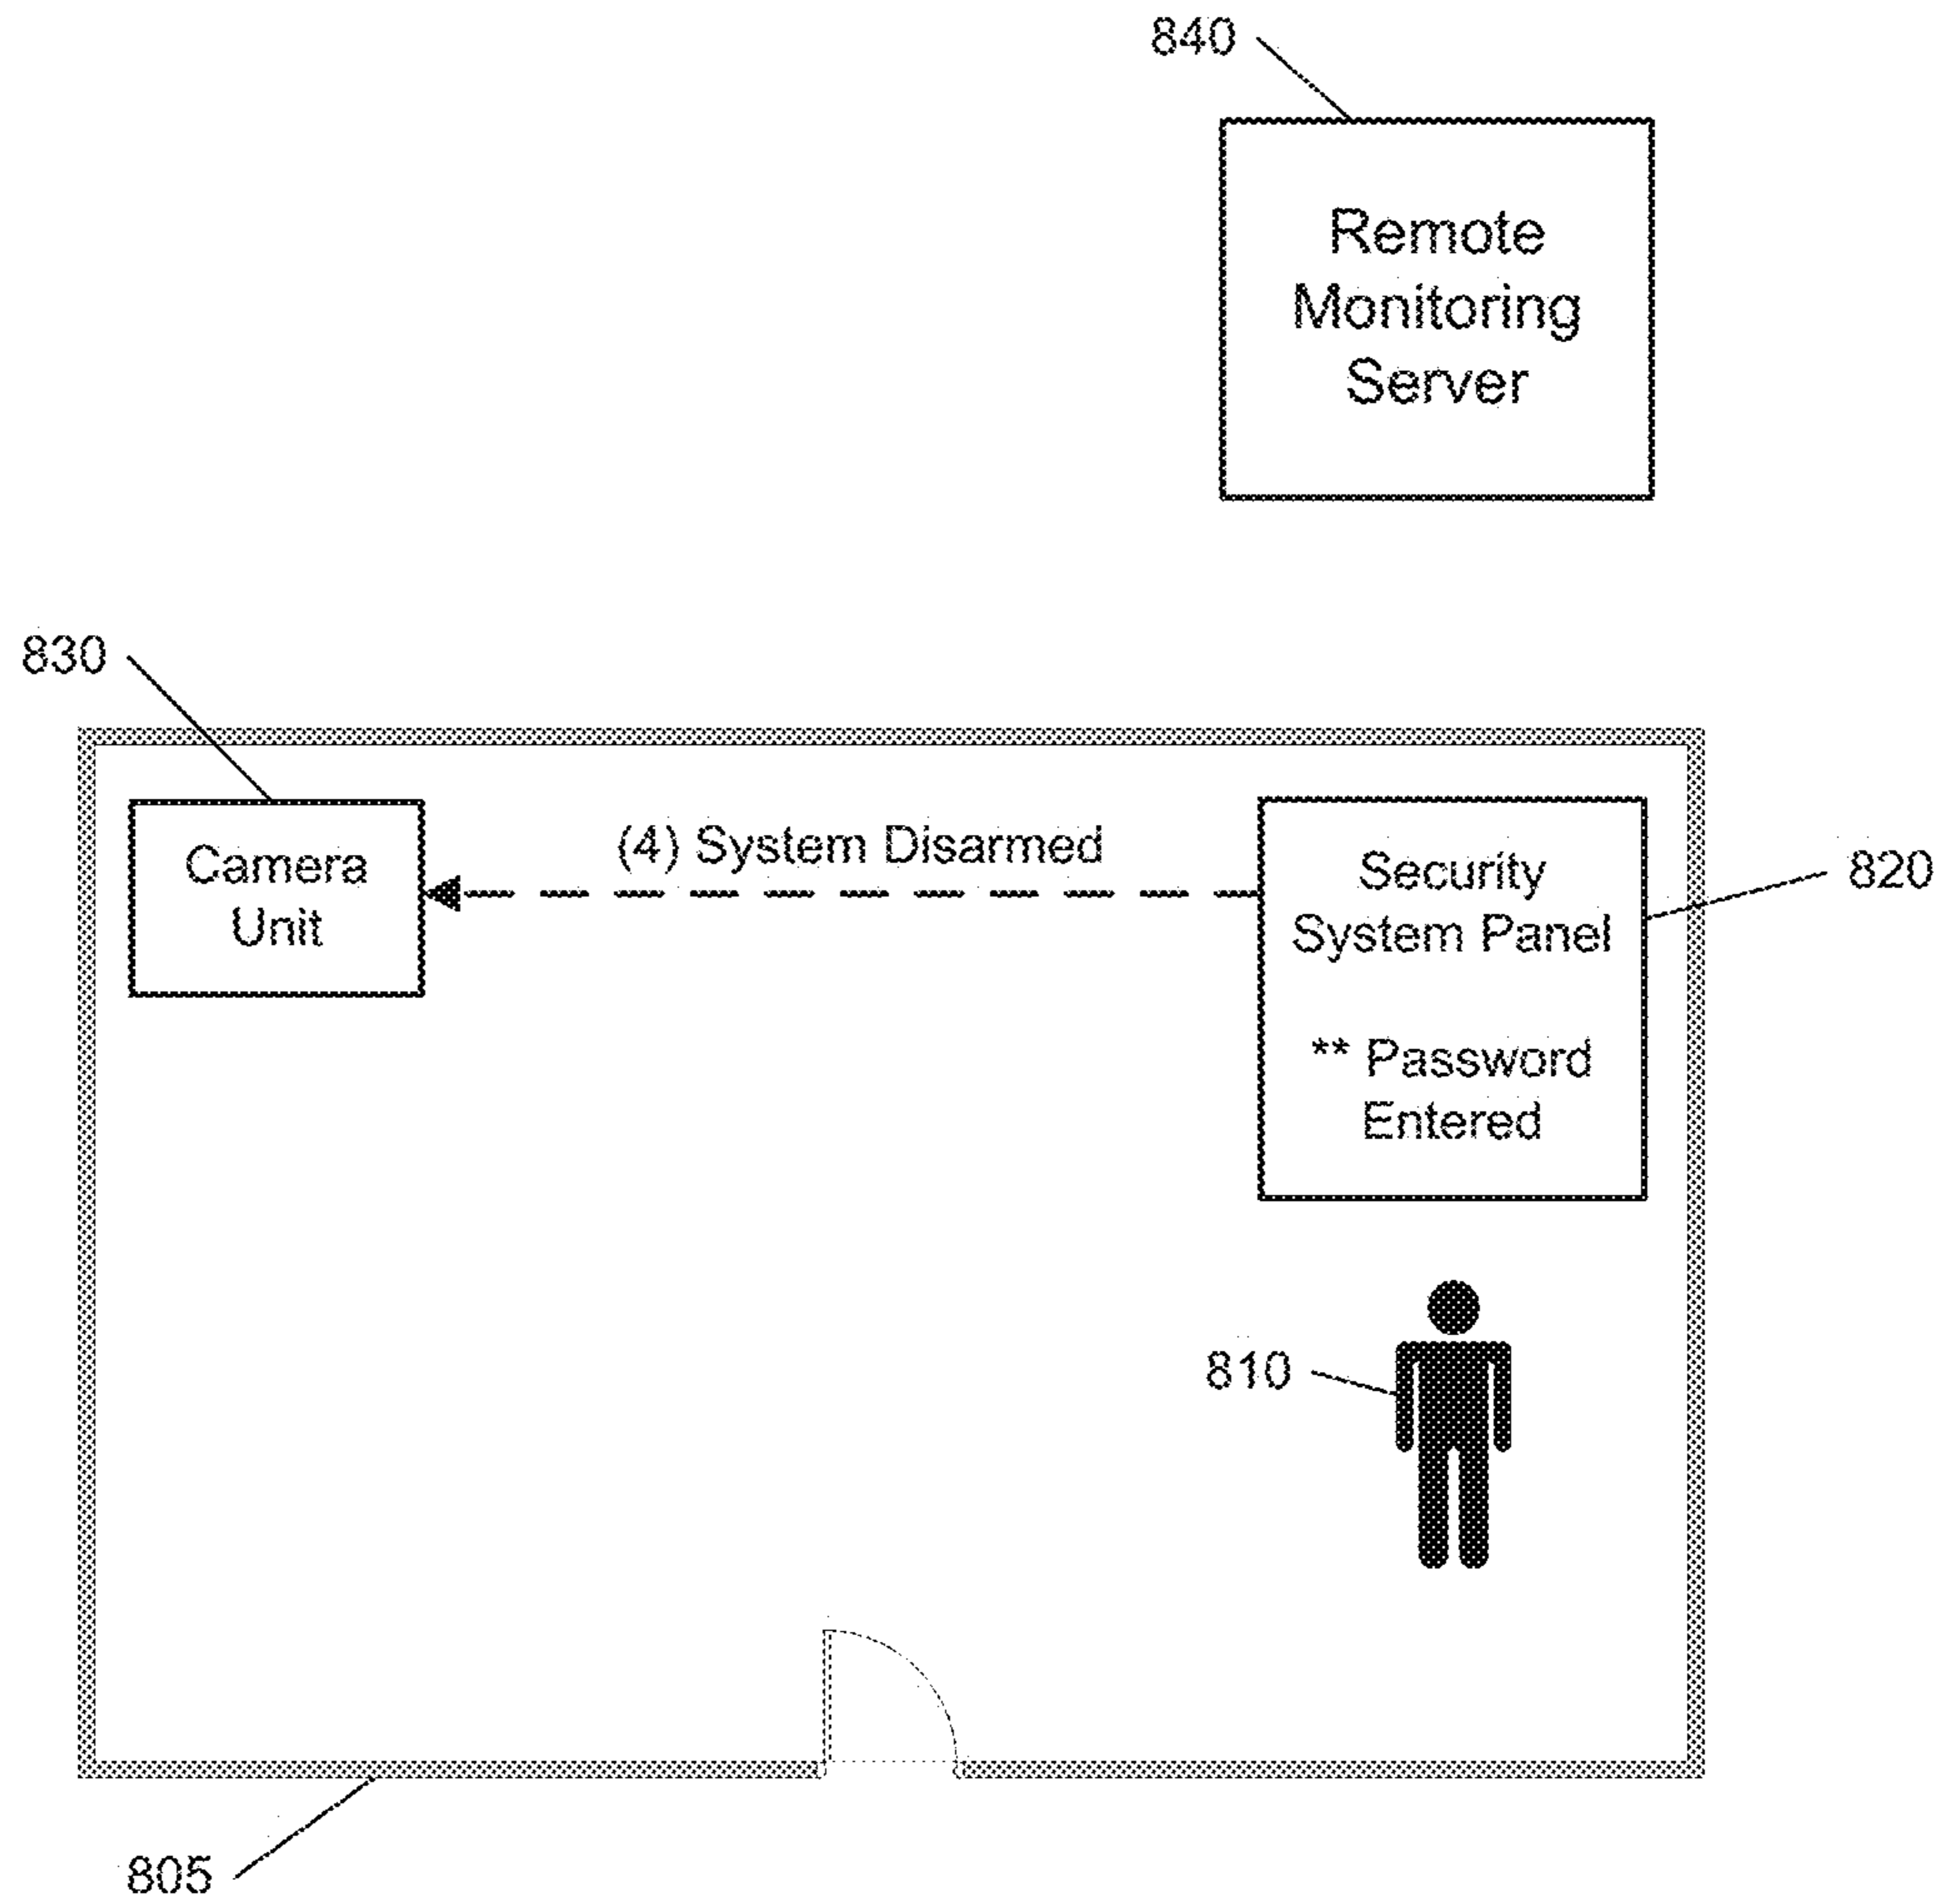 840
Remote
Monitoring
Server
830
(4) System Disarmed
Camera
Unit
Security
System Panel
** Password
Entered
820
810
805